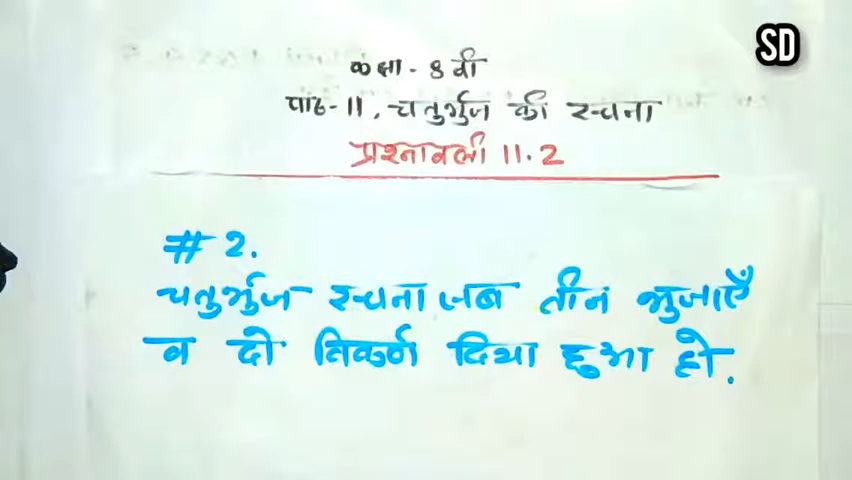 SD
कक्षा - 8 वी
पाठ - 11. चतुर्भुज की रचना
प्रश्नावली 11.2
# 2.
चतुर्भुज रचना जब तीन भुजाएँ
व दो विकर्ण दिया हुआ हो.